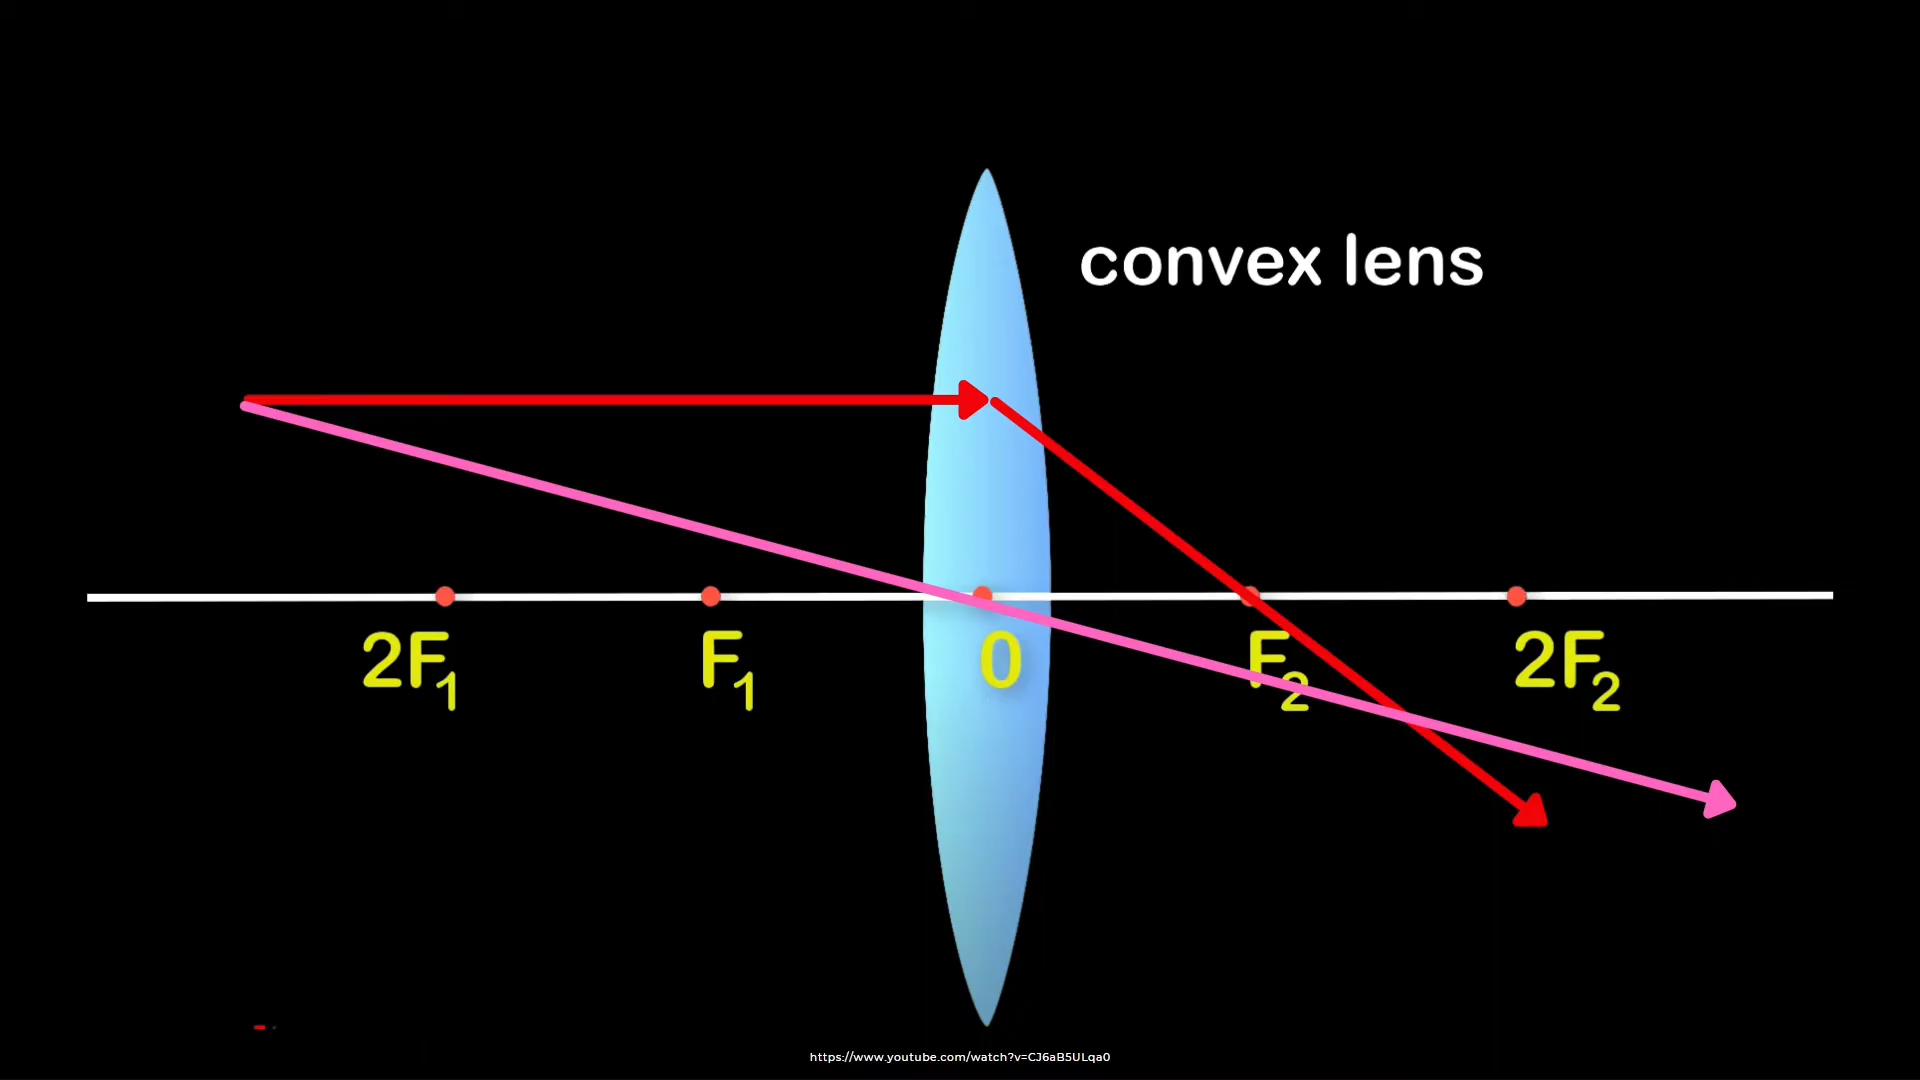 convex lens
2F₁ F₁ 0 F₂ 2F₂
https://www.youtube.com/watch?v=CJ6aB5ULqa0